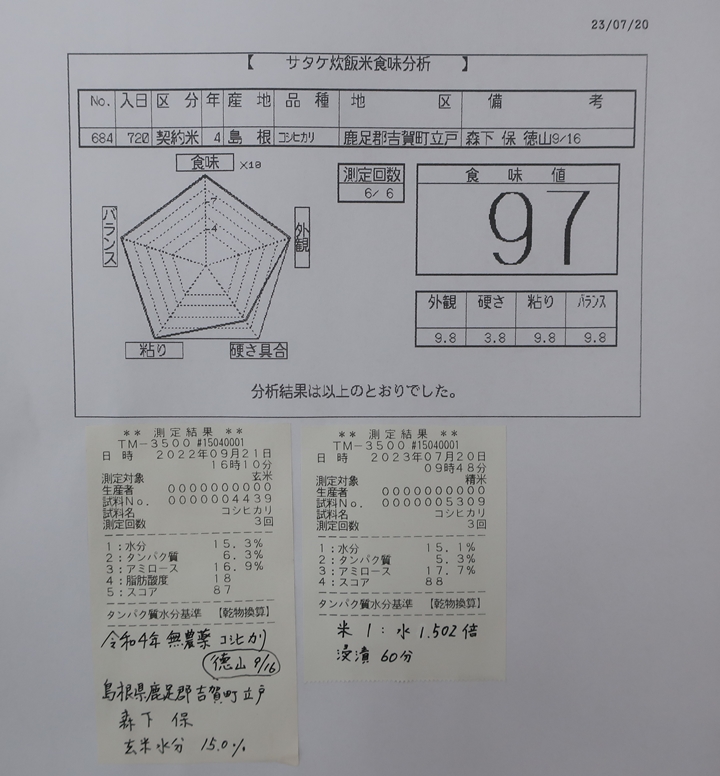 23/07/20
【 サタケ炊飯米食味分析 】
No. 入日 区分 年 産地 品種 地区 備考
684 720 契約米 4 島根 コシヒカリ 鹿足郡吉賀町立戸 森下 保 徳山9/16
食味 ×10
7
4
バランス
外観
粘り
硬さ具合
測定回数
6/ 6
食味値
97
外観 硬さ 粘り バランス
9.8 3.8 9.8 9.8
分析結果は以上のとおりでした。
** 測定結果 **
TM-3500 #15040001
日 時 2022年09月21日
16時10分
測定対象 玄米
生産者 0000000000
試料No. 0000004439
試料名 コシヒカリ
測定回数 3回
1:水分 15.3%
2:タンパク質 6.3%
3:アミロース 16.9%
4:脂肪酸度 18
5:スコア 87
タンパク質水分基準 【乾物換算】
令和4年 無農薬 コシヒカリ
徳山 9/16
島根県鹿足郡吉賀町立戸
森下 保
玄米水分 15.0%
** 測定結果 **
TM-3500 #15040001
日 時 2023年07月20日
09時48分
測定対象 精米
生産者 0000000000
試料No. 0000005309
試料名 コシヒカリ
測定回数 3回
1:水分 15.1%
2:タンパク質 5.3%
3:アミロース 17.7%
4:スコア 88
タンパク質水分基準 【乾物換算】
米 1 : 水 1.502倍
浸漬 60分